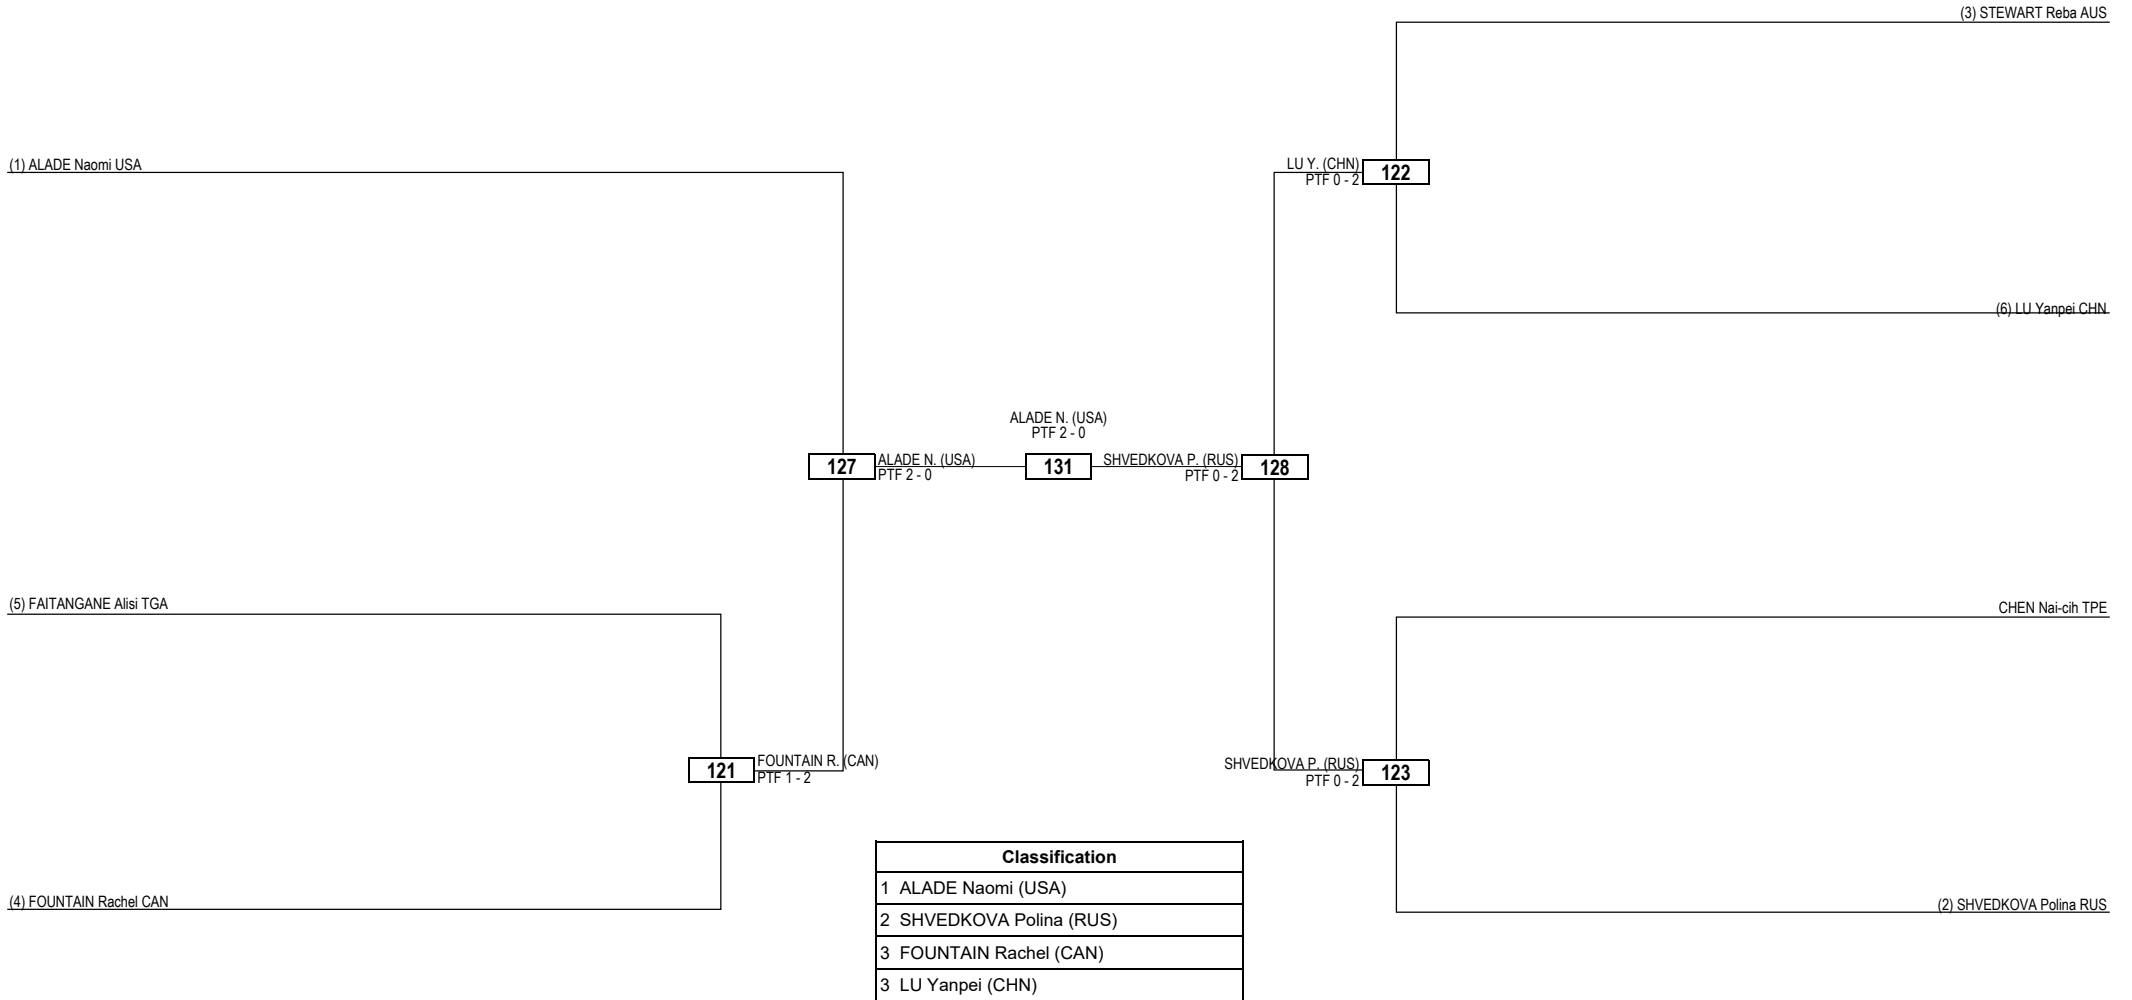 (3) STEWART Reba AUS
(1) ALADE Naomi USA
LU Y. (CHN)
PTF 0 - 2
122
(6) LU Yanpei CHN
ALADE N. (USA)
PTF 2 - 0
127
ALADE N. (USA)
PTF 2 - 0
131
SHVEDKOVA P. (RUS)
PTF 0 - 2
128
(5) FAITANGANE Alisi TGA
CHEN Nai-cih TPE
121
FOUNTAIN R. (CAN)
PTF 1 - 2
SHVEDKOVA P. (RUS)
PTF 0 - 2
123
(4) FOUNTAIN Rachel CAN
(2) SHVEDKOVA Polina RUS
Classification
1 ALADE Naomi (USA)
2 SHVEDKOVA Polina (RUS)
3 FOUNTAIN Rachel (CAN)
3 LU Yanpei (CHN)